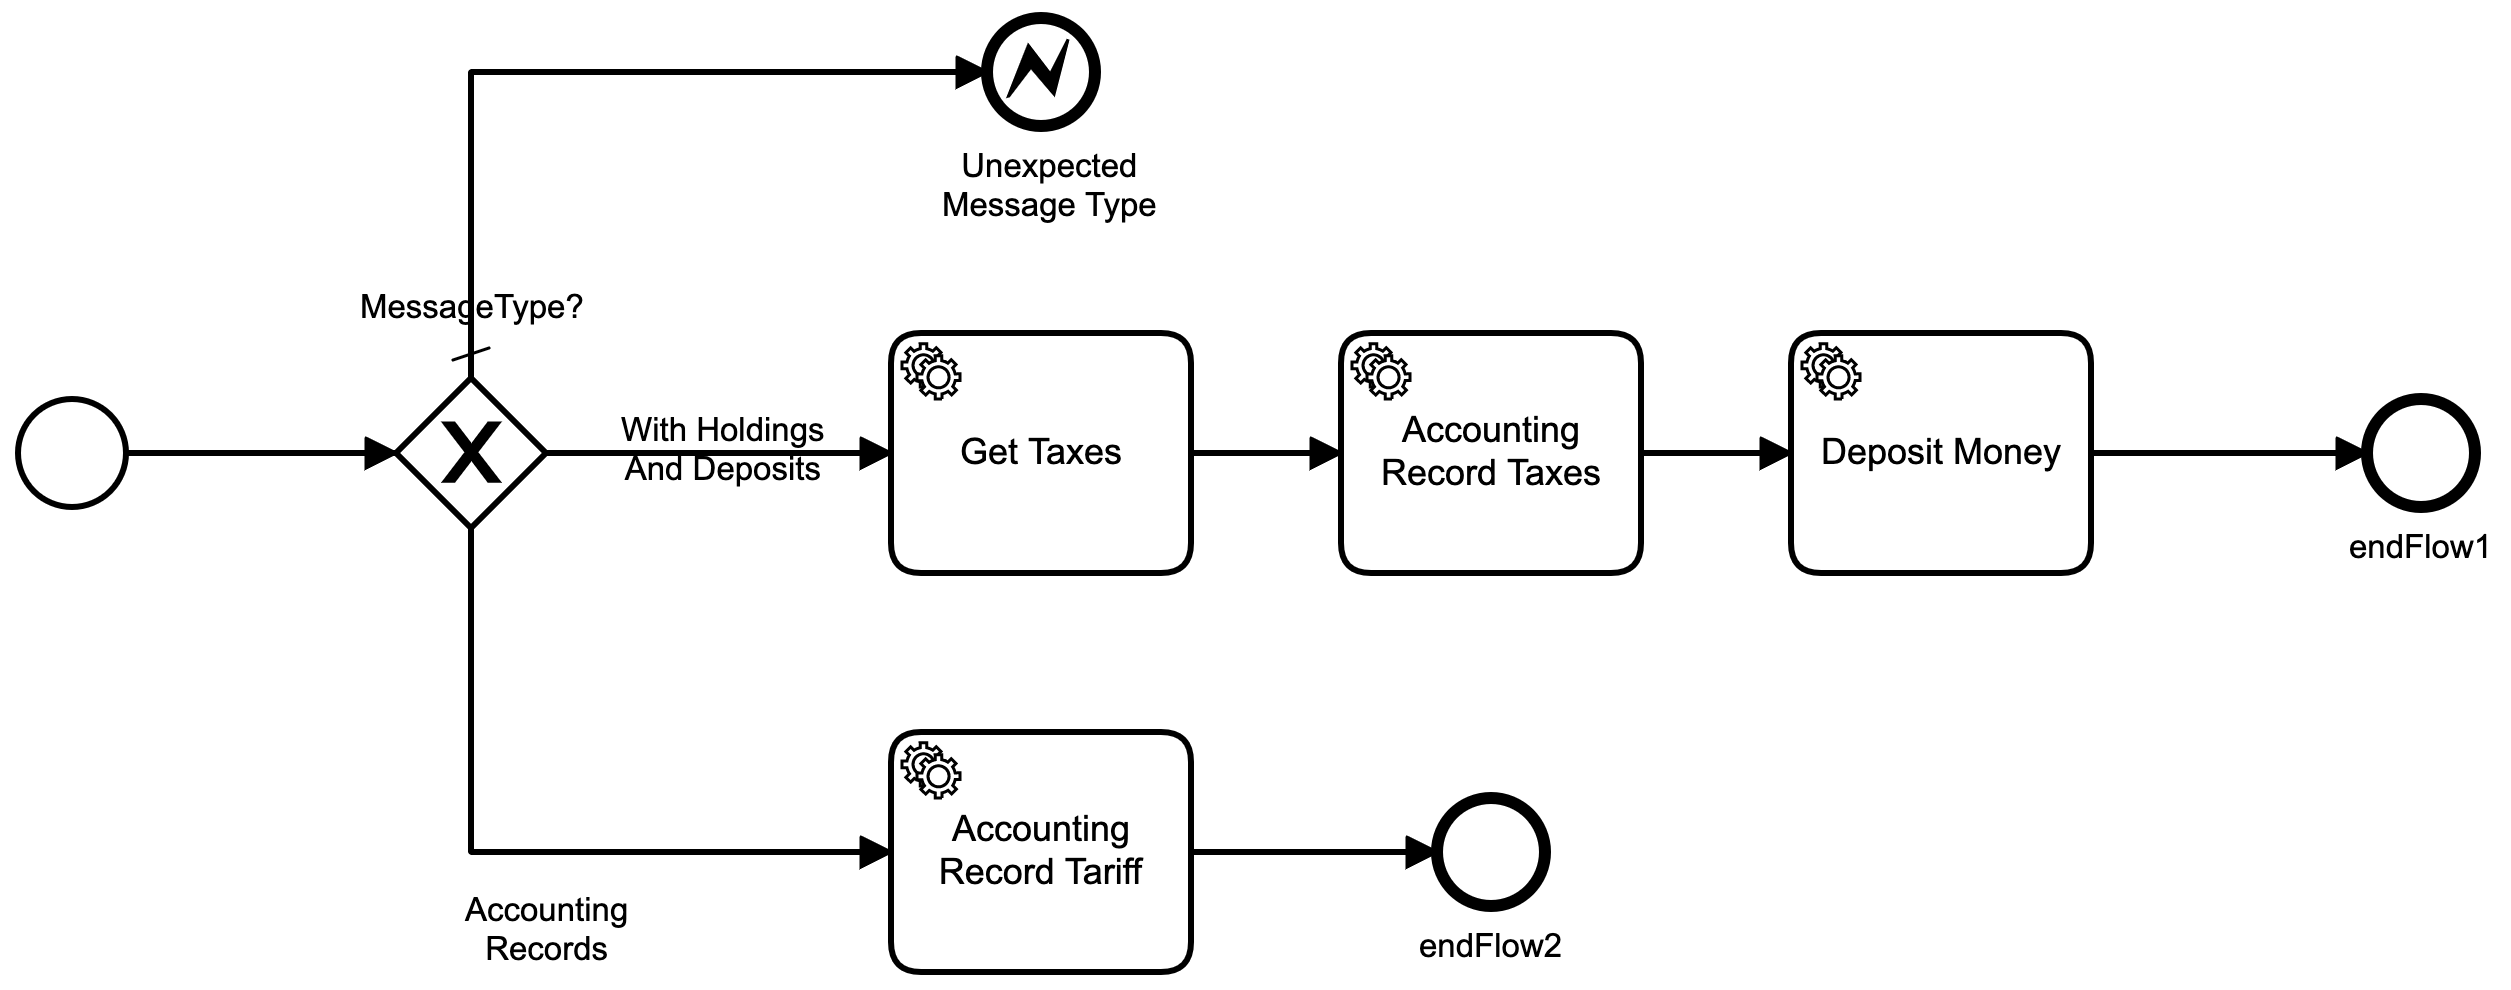 Unexpected
Message Type
MessageType?
With Holdings
And Deposits
Get Taxes
Accounting
Record Taxes
Deposit Money
endFlow1
Accounting
Record Tariff
Accounting
Records
endFlow2